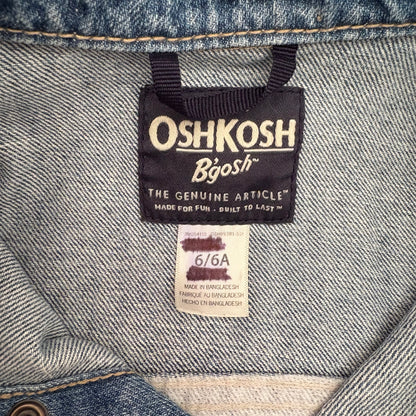 OSHKOSH
B'gosh™
THE GENUINE ARTICLE™
MADE FOR FUN - BUILT TO LAST™
6/6A
MADE IN BANGLADESH
FABRIQUÉ AU BANGLADESH
HECHO EN BANGLADESH